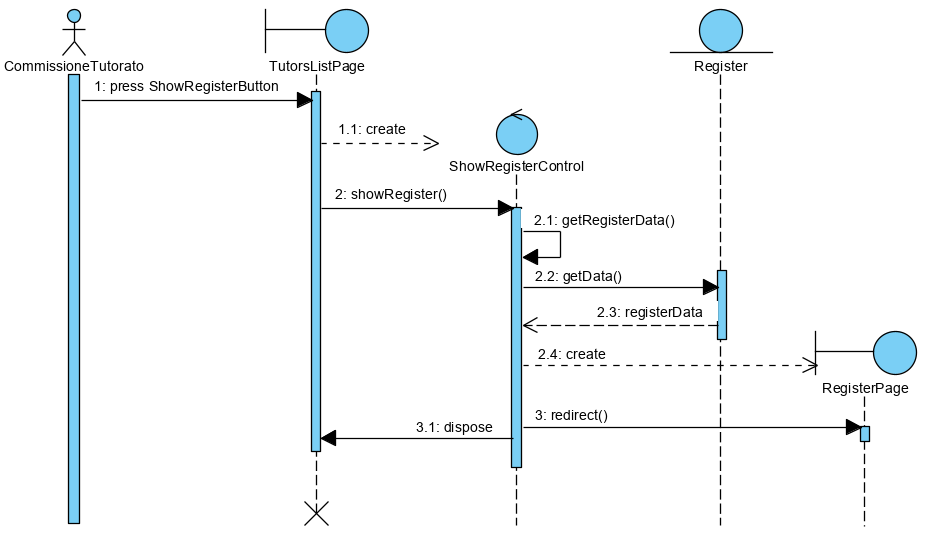 CommissioneTutorato
TutorsListPage
Register
1: press ShowRegisterButton
1.1: create
ShowRegisterControl
2: showRegister()
2.1: getRegisterData()
2.2: getData()
2.3: registerData
2.4: create
RegisterPage
3: redirect()
3.1: dispose